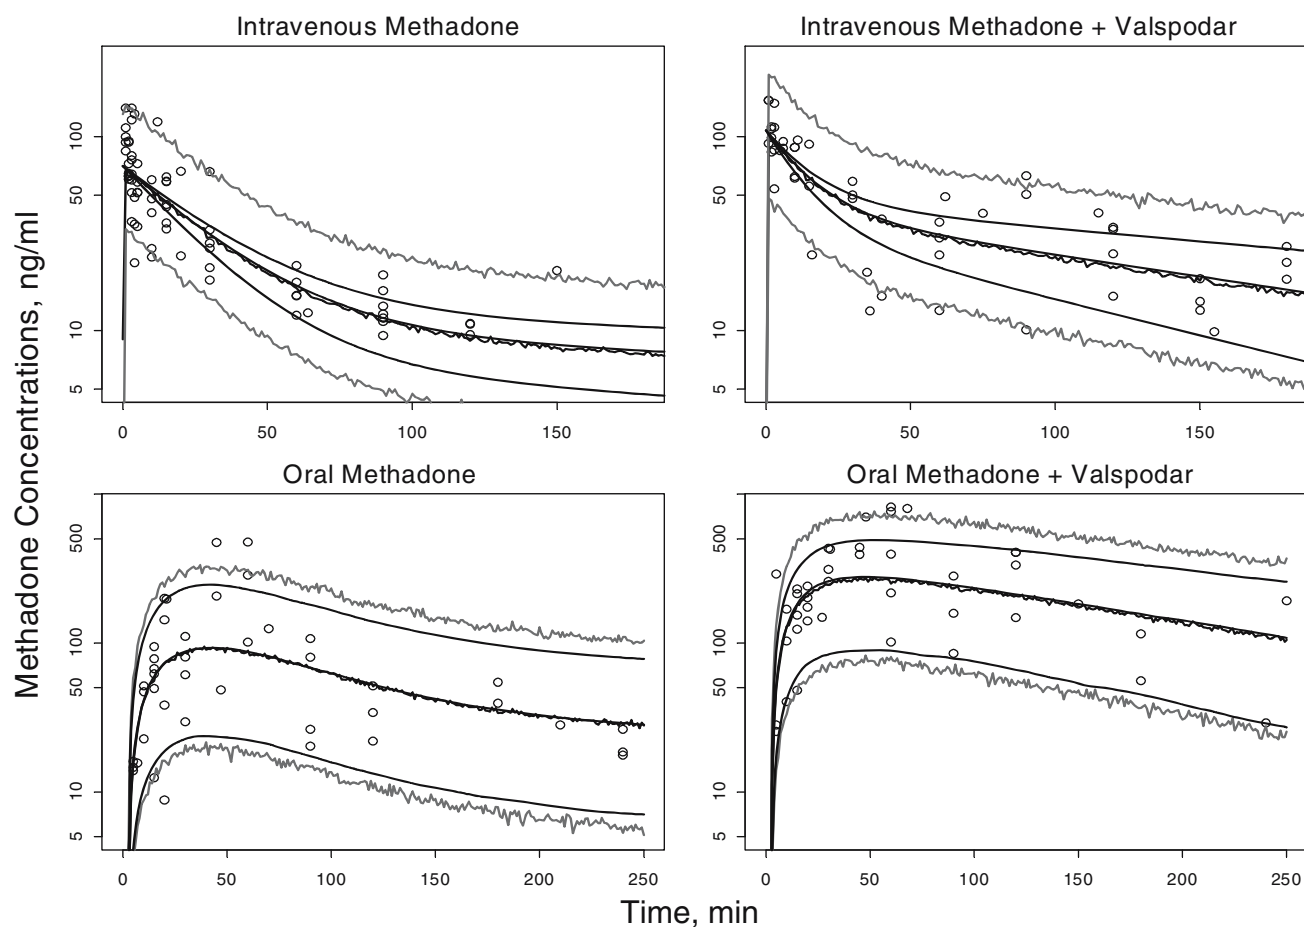 Intravenous Methadone
Intravenous Methadone + Valspodar
100
50
10
5
0 50 100 150
100
50
10
5
0 50 100 150
Methadone Concentrations, ng/ml
Oral Methadone
Oral Methadone + Valspodar
500
100
50
10
5
0 50 100 150 200 250
500
100
50
10
5
0 50 100 150 200 250
Time, min